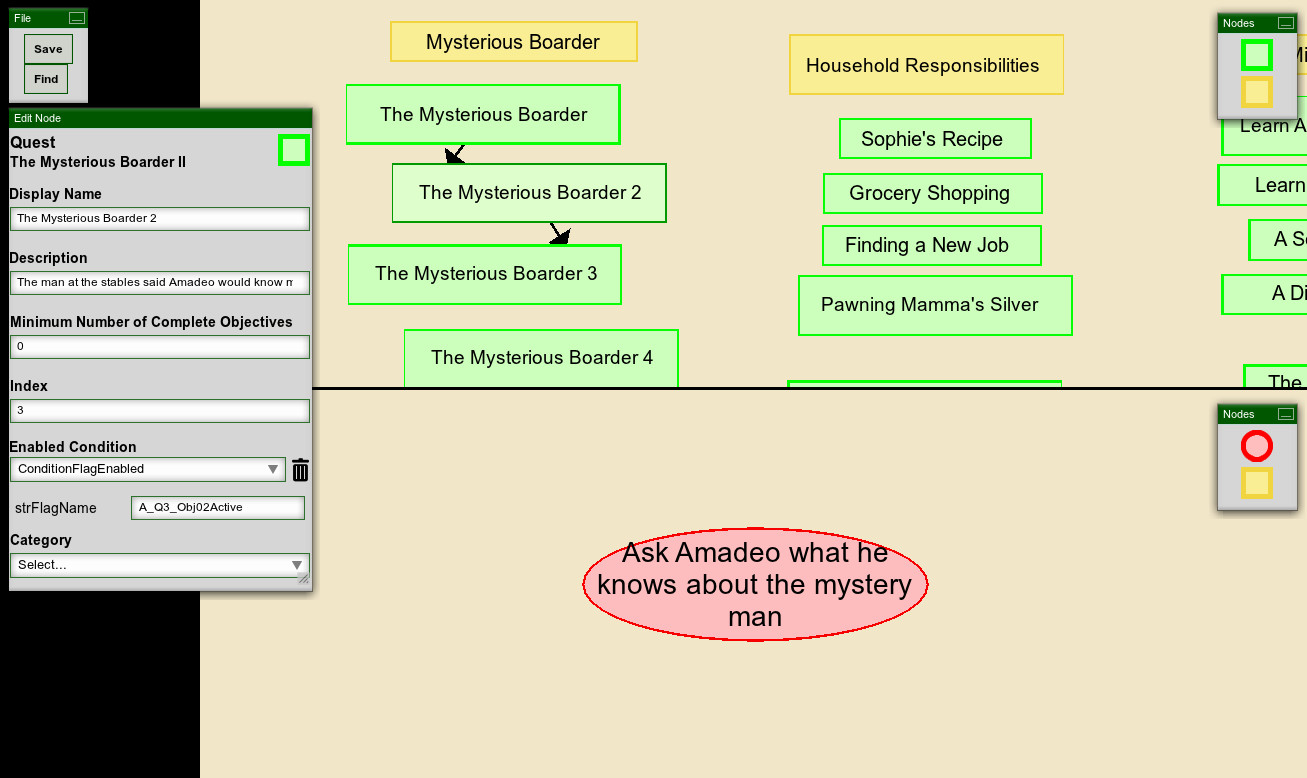 File
Save
Find
Edit Node
Quest
The Mysterious Boarder II
Display Name
The Mysterious Boarder 2
Description
The man at the stables said Amadeo would know
Minimum Number of Complete Objectives
0
Index
3
Enabled Condition
ConditionFlagEnabled
strFlagName
A_Q3_Obj02Active
Category
Select...
Mysterious Boarder
The Mysterious Boarder
The Mysterious Boarder 2
The Mysterious Boarder 3
The Mysterious Boarder 4
Household Responsibilities
Sophie's Recipe
Grocery Shopping
Finding a New Job
Pawning Mamma's Silver
Nodes
Learn A
Learn
A S
A Di
The
Nodes
Ask Amadeo what he
knows about the mystery
man